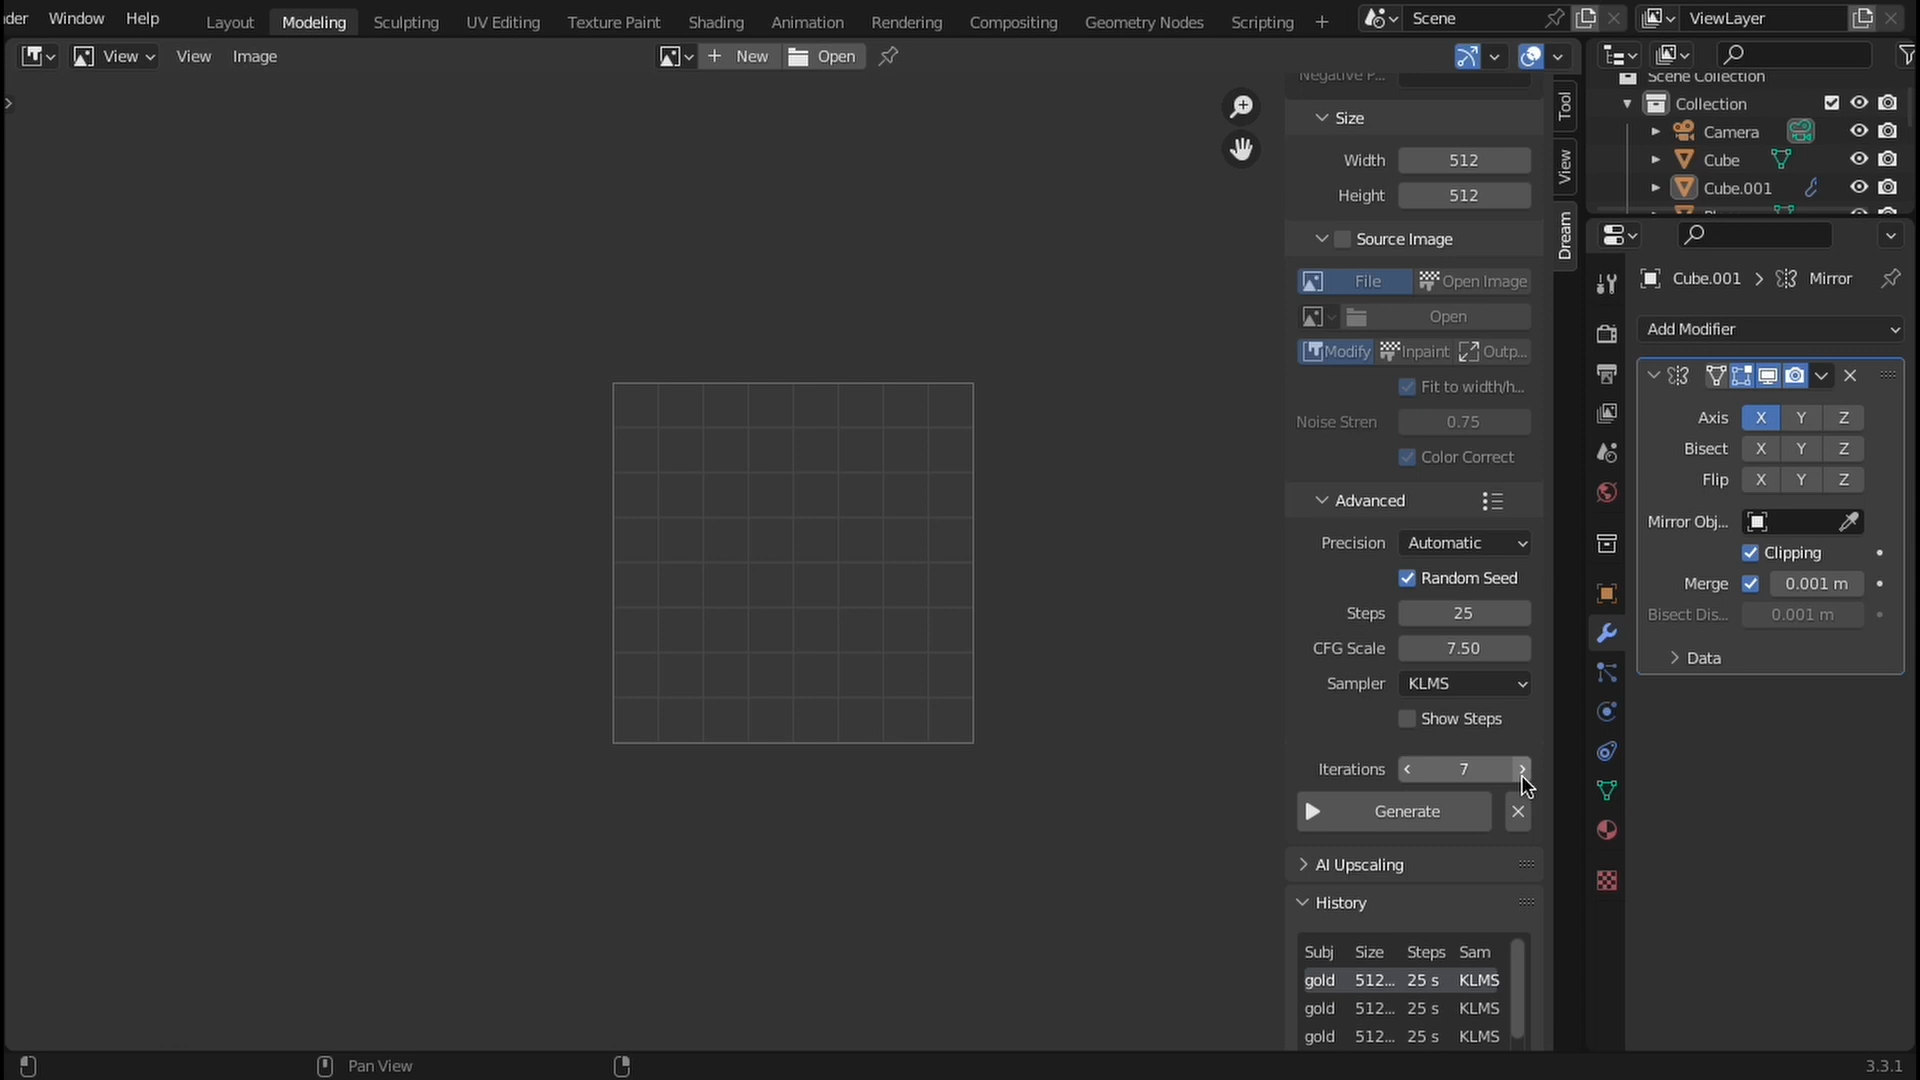 der Window Help Layout Modeling Sculpting UV Editing Texture Paint Shading Animation Rendering Compositing Geometry Nodes Scripting + Scene ViewLayer
View View Image + New Open
Negative P...
Scene Collection
Size
Collection
Camera
Width 512
Cube
Height 512
Cube.001
Tool
View
Dream
Source Image
File Open Image
Cube.001 > Mirror
Open
Add Modifier
Modify Inpaint Outp...
Fit to width/h...
Noise Stren 0.75
Color Correct
Axis X Y Z
Bisect X Y Z
Flip X Y Z
Advanced
Mirror Obj...
Precision Automatic
Clipping
Random Seed
Merge 0.001 m
Steps 25
Bisect Dis... 0.001 m
CFG Scale 7.50
Data
Sampler KLMS
Show Steps
Iterations 7
Generate
AI Upscaling
History
Subj Size Steps Sam
gold 512... 25 s KLMS
gold 512... 25 s KLMS
gold 512... 25 s KLMS
Pan View 3.3.1